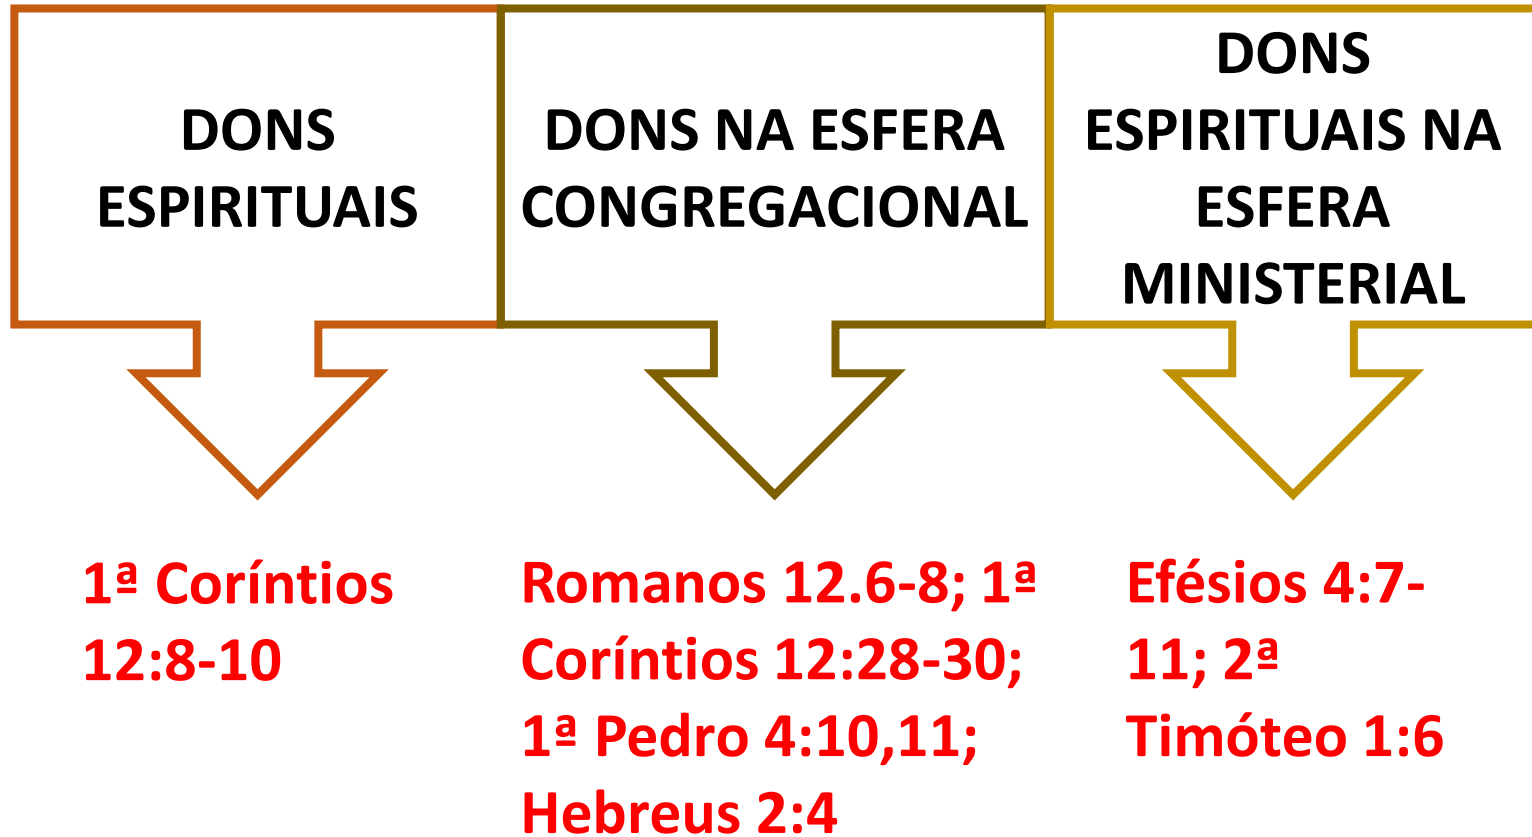 DONS
ESPIRITUAIS
DONS NA ESFERA
CONGREGACIONAL
DONS
ESPIRITUAIS NA
ESFERA
MINISTERIAL
1ª Coríntios
12:8-10
Romanos 12.6-8; 1ª
Coríntios 12:28-30;
1ª Pedro 4:10,11;
Hebreus 2:4
Efésios 4:7-
11; 2ª
Timóteo 1:6